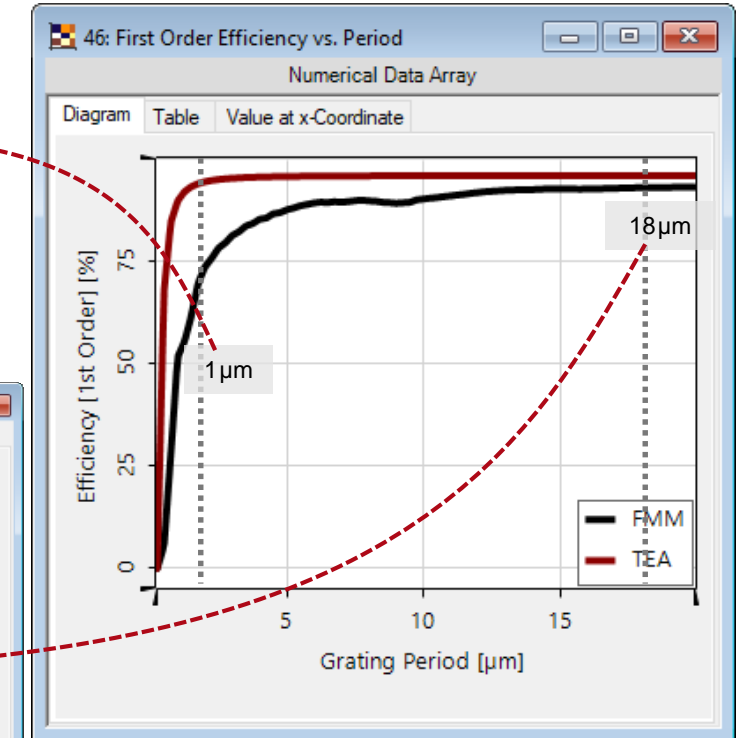 46: First Order Efficiency vs. Period
Numerical Data Array
Diagram Table Value at x-Coordinate
Efficiency [1st Order] [%]
75
50
25
0
18µm
1µm
FMM
TEA
5 10 15
Grating Period [µm]